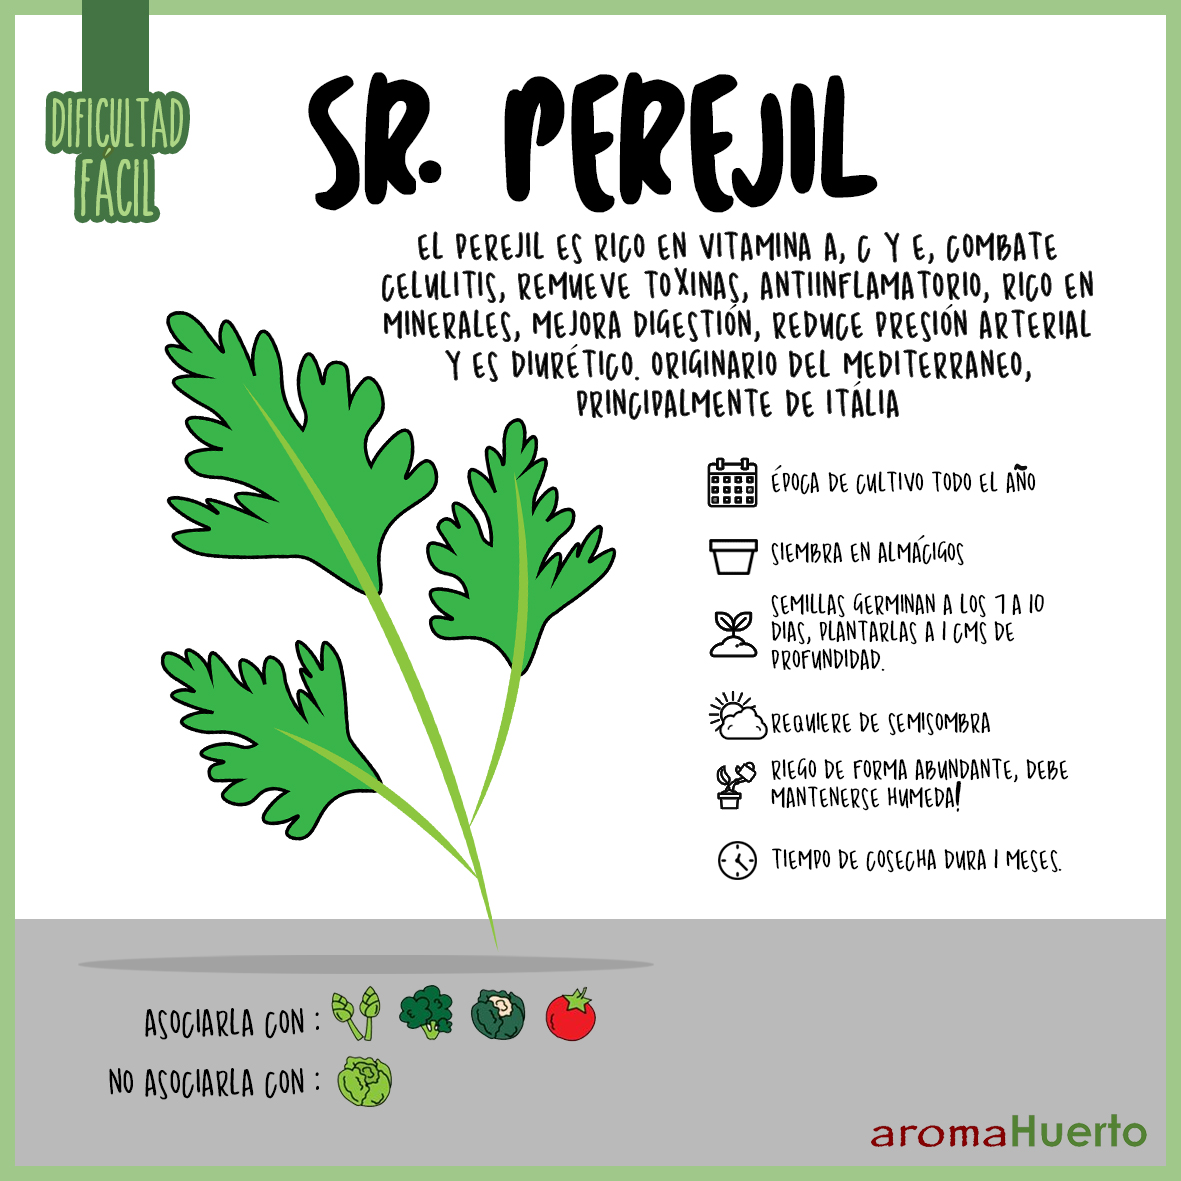 DIFICULTAD
FÁCIL
SR. PEREJIL
EL PEREJIL ES RICO EN VITAMINA A, C Y E, COMBATE
CELULITIS, REMUEVE TOXINAS, ANTIINFLAMATORIO, RICO EN
MINERALES, MEJORA DIGESTIÓN, REDUCE PRESIÓN ARTERIAL
Y ES DIURÉTICO. ORIGINARIO DEL MEDITERRANEO,
PRINCIPALMENTE DE ITÁLIA
ÉPOCA DE CULTIVO TODO EL AÑO
SIEMBRA EN ALMÁCIGOS
SEMILLAS GERMINAN A LOS 7 A 10
DIAS, PLANTARLAS A 1 CMS DE
PROFUNDIDAD.
REQUIERE DE SEMISOMBRA
RIEGO DE FORMA ABUNDANTE, DEBE
MANTENERSE HUMEDA!
TIEMPO DE COSECHA DURA 1 MESES.
ASOCIARLA CON :
NO ASOCIARLA CON :
aromaHuerto